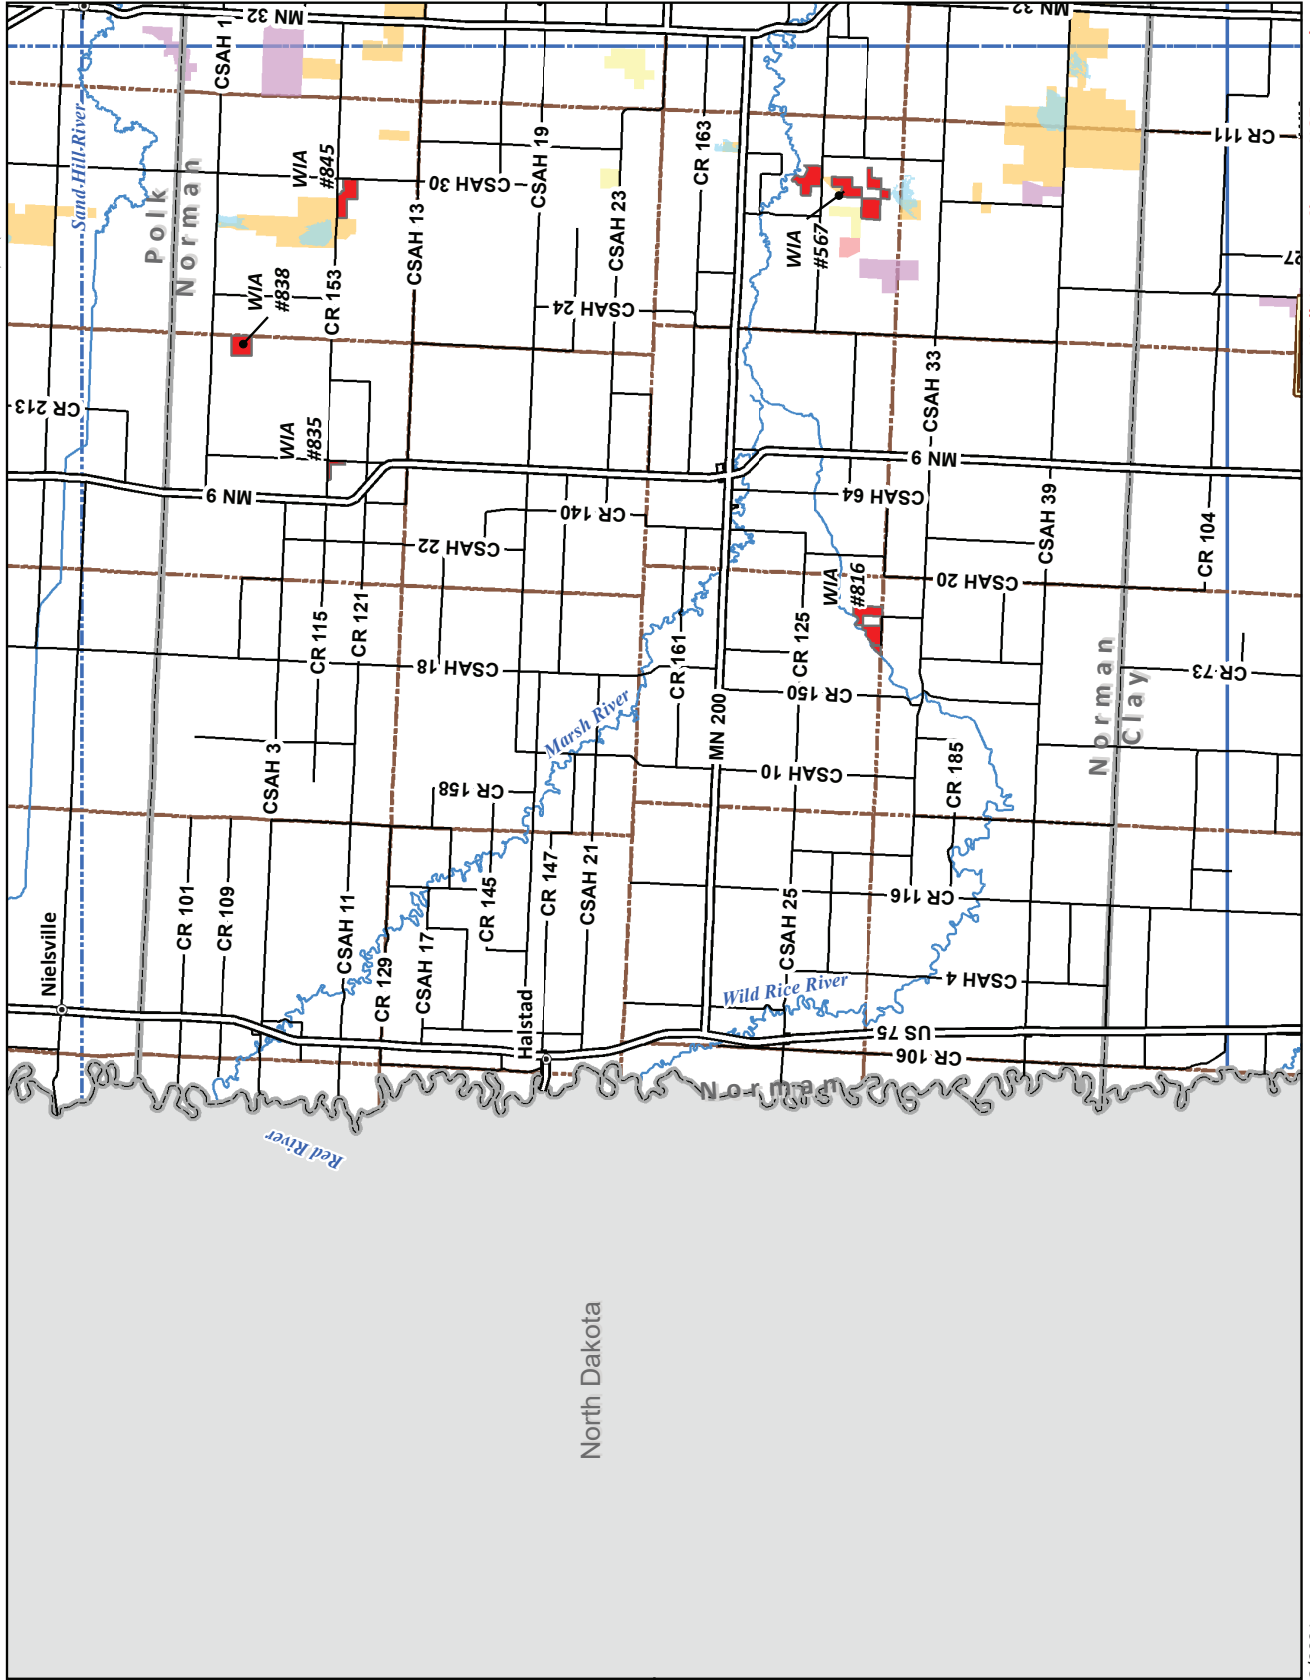 MN 32
MN 32
CSAH 1
Sand Hill River
Polk
Norman
WIA
#845
CSAH 30
CSAH 19
CR 163
CR 111
CSAH 13
CSAH 23
WIA
#567
27
WIA
#838
CR 153
CSAH 24
CSAH 33
CR 213
WIA
#835
MN 9
MN 9
CSAH 64
CR 140
CSAH 22
CSAH 39
CR 104
WIA
#816
CSAH 20
CR 115
CR 121
CSAH 18
CR 161
CR 125
CR 150
CR 73
Norman
Clay
Marsh River
MN 200
CSAH 3
CSAH 10
CR 185
CR 158
CR 101
CR 109
CSAH 11
CR 145
CR 147
CSAH 21
CSAH 25
CR 116
Nielsville
CR 129
CSAH 17
CSAH 4
Wild Rice River
Halstad
US 75
CR 106
Norman
Red River
North Dakota